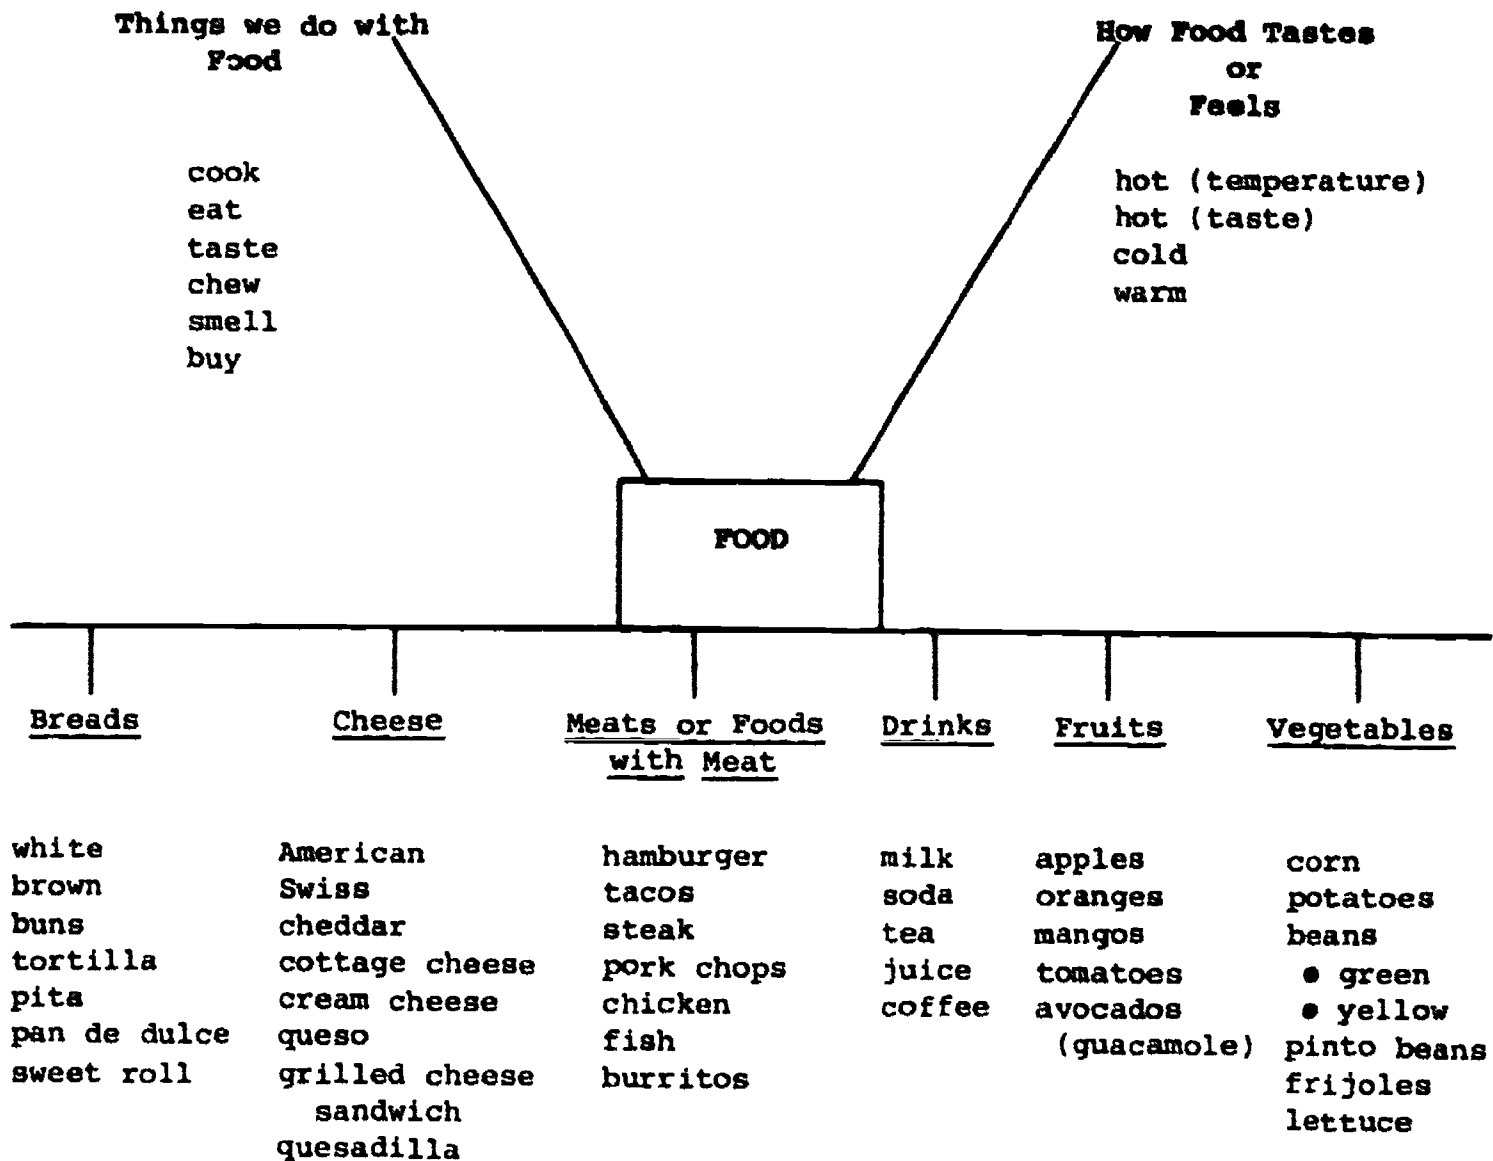 Things we do with
Food
cook
eat
taste
chew
smell
buy
How Food Tastes
or
Feels
hot (temperature)
hot (taste)
cold
warm
FOOD
Breads
white
brown
buns
tortilla
pita
pan de dulce
sweet roll
Cheese
American
Swiss
cheddar
cottage cheese
cream cheese
queso
grilled cheese
sandwich
quesadilla
Meats or Foods
with Meat
hamburger
tacos
steak
pork chops
chicken
fish
burritos
Drinks
milk
soda
tea
juice
coffee
Fruits
apples
oranges
mangos
tomatoes
avocados
(guacamole)
Vegetables
corn
potatoes
beans
• green
• yellow
pinto beans
frijoles
lettuce